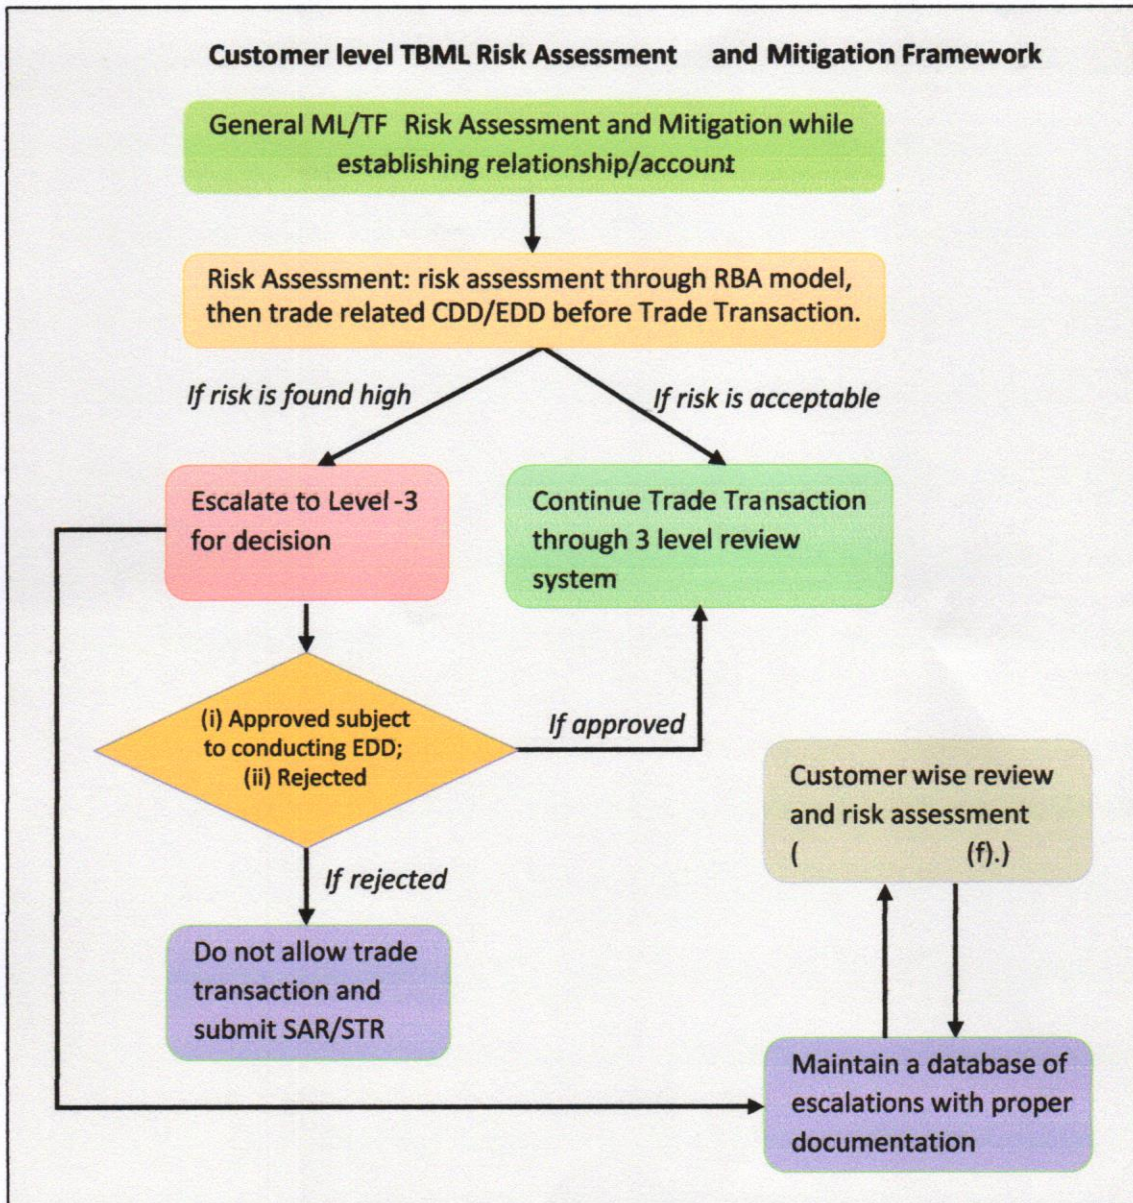 Customer level TBML Risk Assessment and Mitigation Framework
General ML/TF Risk Assessment and Mitigation while
establishing relationship/account
Risk Assessment: risk assessment through RBA model,
then trade related CDD/EDD before Trade Transaction.
If risk is found high
If risk is acceptable
Escalate to Level -3
for decision
Continue Trade Transaction
through 3 level review
system
(i) Approved subject
to conducting EDD;
(ii) Rejected
If approved
If rejected
Do not allow trade
transaction and
submit SAR/STR
Customer wise review
and risk assessment
( (f).)
Maintain a database of
escalations with proper
documentation